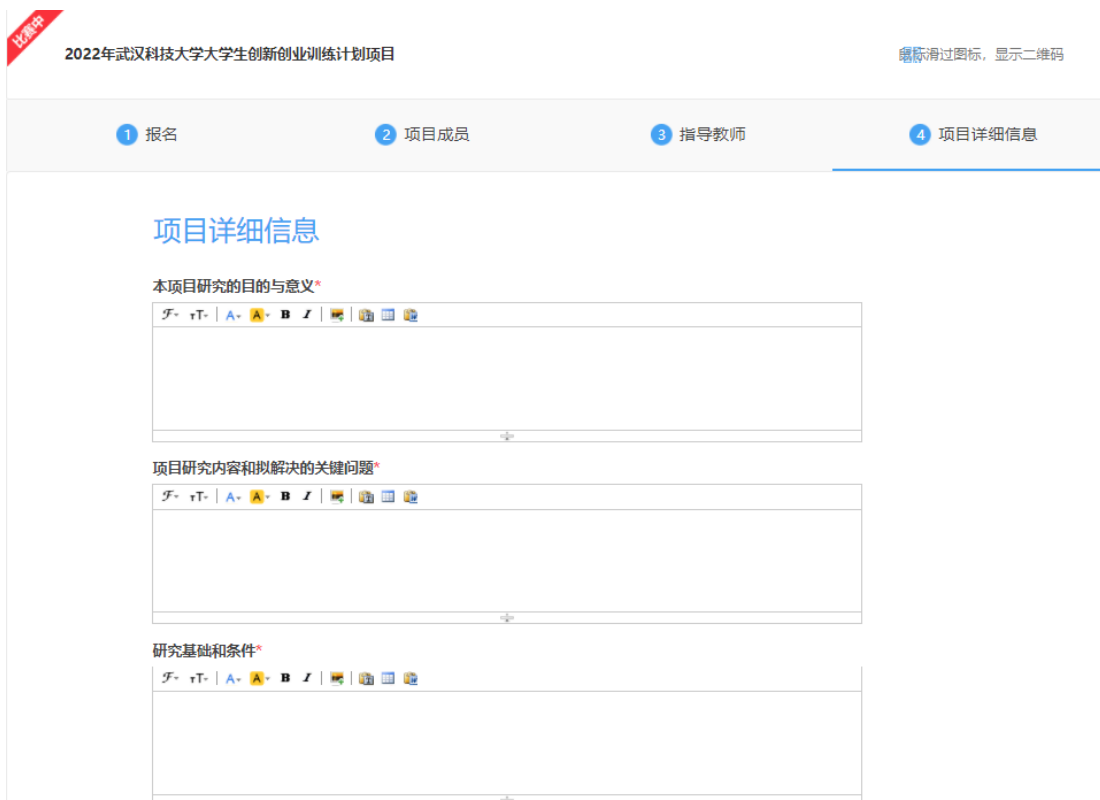 比赛中
2022年武汉科技大学大学生创新创业训练计划项目
鼠标滑过图标，显示二维码
1 报名
2 项目成员
3 指导教师
4 项目详细信息
项目详细信息
本项目研究的目的与意义*
项目研究内容和拟解决的关键问题*
研究基础和条件*